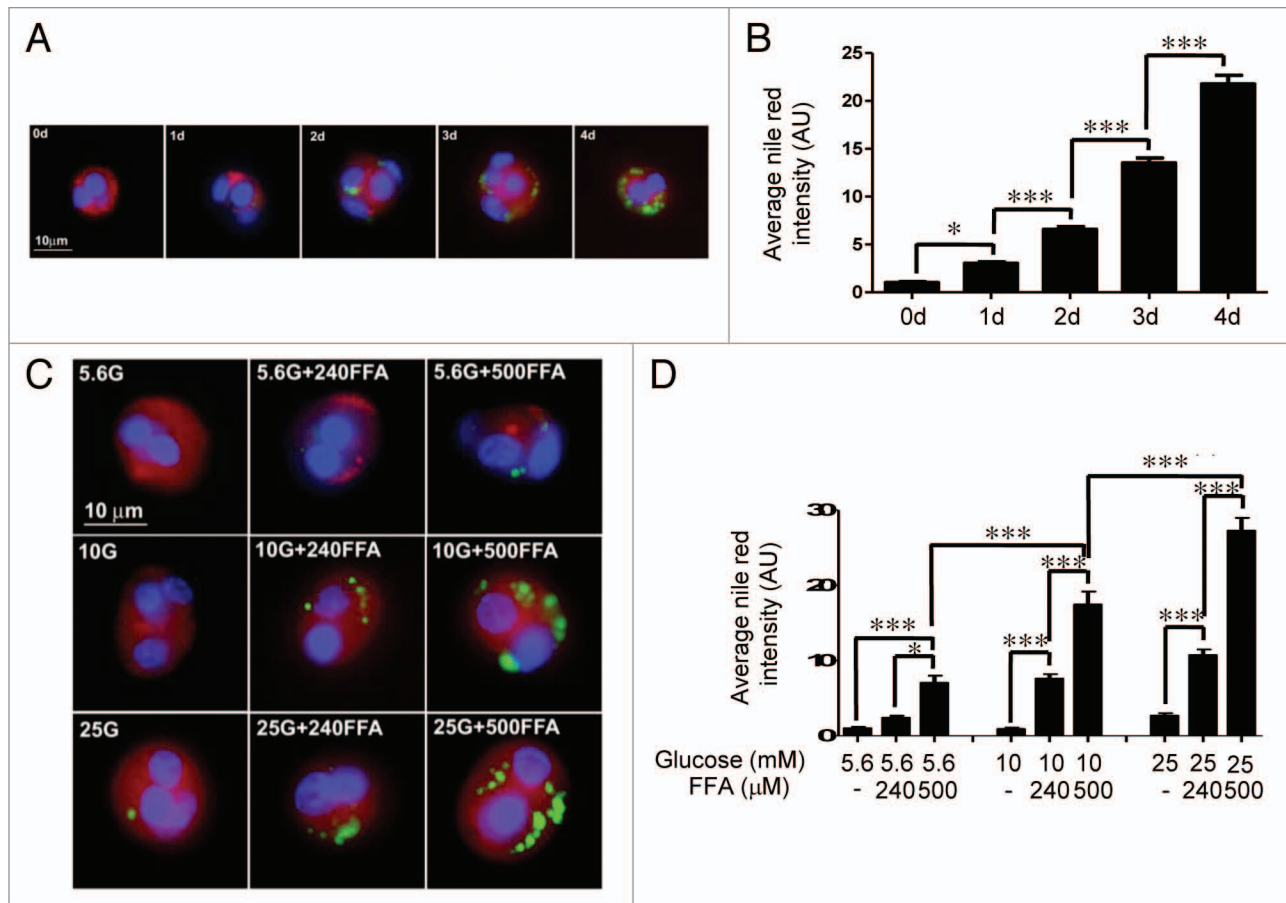 A
0d
1d
2d
3d
4d
10μm
B
Average nile red
intensity (AU)
25
20
15
10
5
0
*
***
***
***
0d 1d 2d 3d 4d
C
5.6G
5.6G+240FFA
5.6G+500FFA
10 μm
10G
10G+240FFA
10G+500FFA
25G
25G+240FFA
25G+500FFA
D
Average nile red
intensity (AU)
30
20
10
0
***
*
***
***
***
***
***
***
Glucose (mM) 5.6 5.6 5.6 10 10 10 25 25 25
FFA (μM) - 240 500 - 240 500 - 240 500